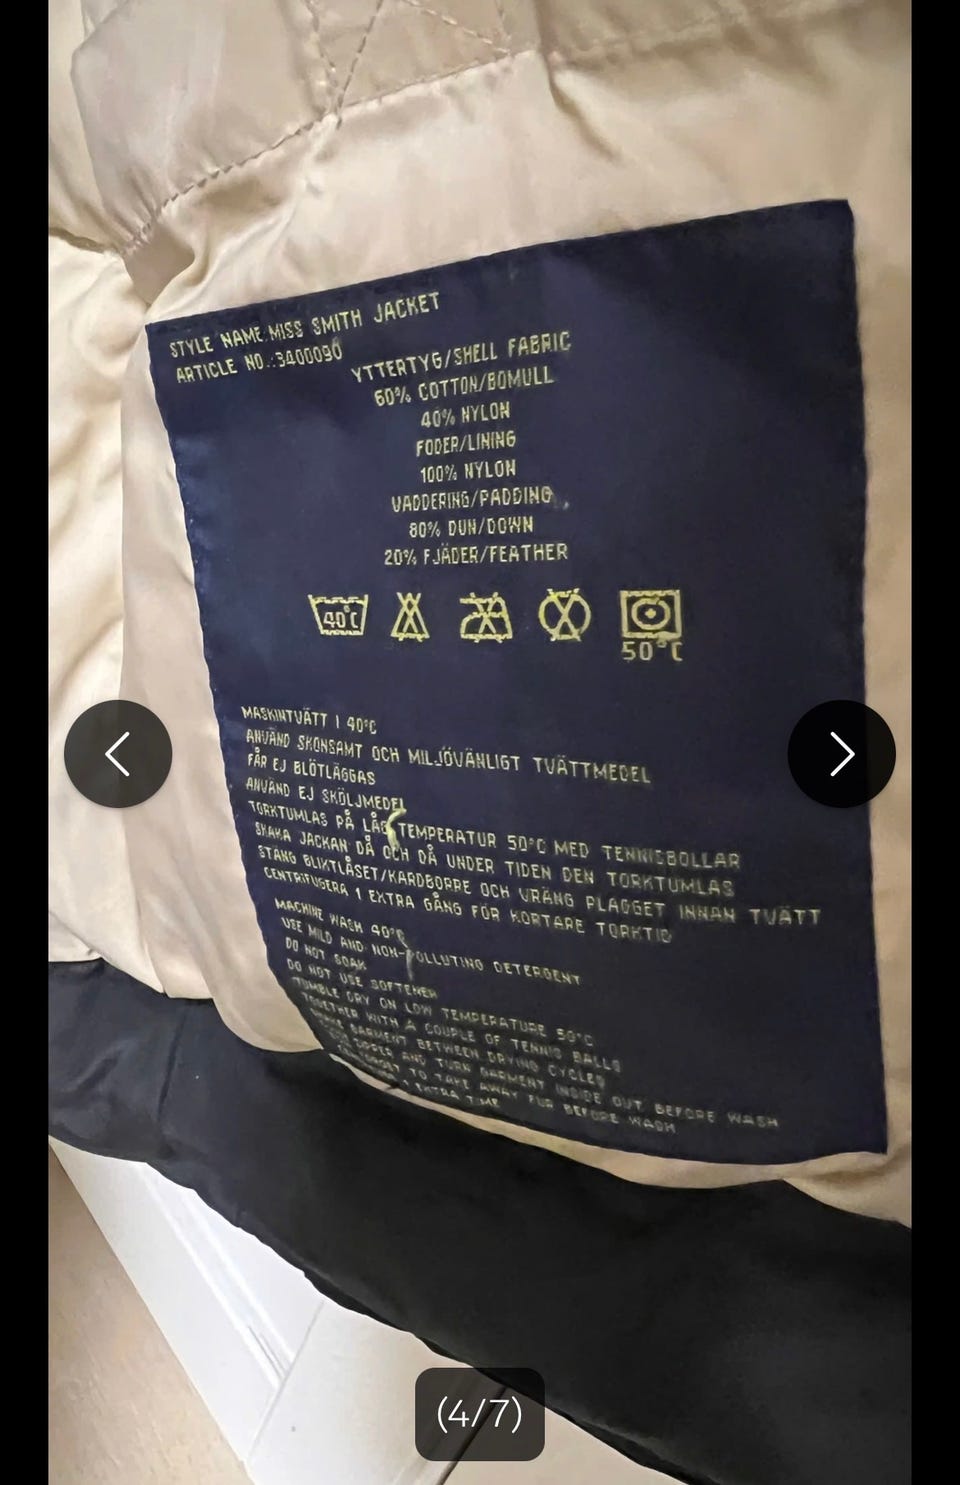 STYLE NAME:MISS SMITH JACKET
ARTICLE NO.:3400090
YTTERTYG/SHELL FABRIC
60% COTTON/BOMULL
40% NYLON
FODER/LINING
100% NYLON
VADDERING/PADDING
80% DUN/DOWN
20% FJÄDER/FEATHER
40°C
50°C
MASKINTVÄTT I 40°C
ANVÄND SKONSAMT OCH MILJÖVÄNLIGT TVÄTTMEDEL
FÅR EJ BLÖTLÄGGAS
ANVÄND EJ SKÖLJMEDEL
TORKTUMLAS PÅ LÅG TEMPERATUR 50°C MED TENNISBOLLAR
SKAKA JACKAN DÅ OCH DÅ UNDER TIDEN DEN TORKTUMLAS
STÄNG BLIXTLÅSET/KARDBORRE OCH VRÄNG PLAGGET INNAN TVÄTT
CENTRIFUGERA 1 EXTRA GÅNG FÖR KORTARE TORKTID
MACHINE WASH 40°C
USE MILD AND NON-POLLUTING DETERGENT
DO NOT SOAK
DO NOT USE SOFTENER
TUMBLE DRY ON LOW TEMPERATURE 50°C
TOGETHER WITH A COUPLE OF TENNIS BALLS
GARMENT BETWEEN DRYING CYCLES
ZIPPER AND TURN GARMENT INSIDE OUT BEFORE WASH
FORGET TO TAKE AWAY FUR BEFORE WASH
1 EXTRA TIME
(4/7)